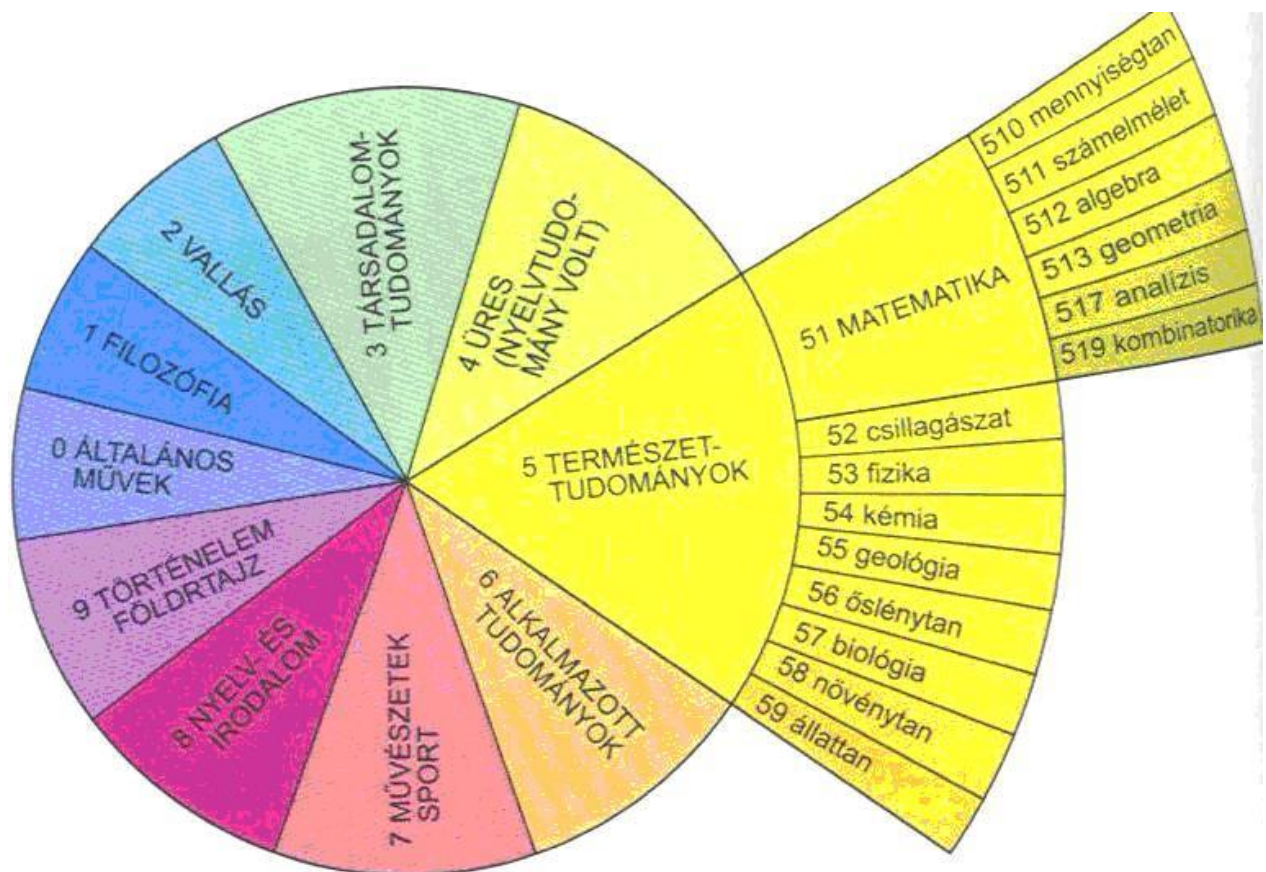 0 ÁLTALÁNOS
MŰVEK
1 FILOZÓFIA
2 VALLÁS
3 TÁRSADALOM-
TUDOMÁNYOK
4 ÜRES
(NYELVTUDO-
MÁNY VOLT)
5 TERMÉSZET-
TUDOMÁNYOK
51 MATEMATIKA
510 mennyiségtan
511 számelmélet
512 algebra
513 geometria
517 analízis
519 kombinatorika
52 csillagászat
53 fizika
54 kémia
55 geológia
56 őslénytan
57 biológia
58 növénytan
59 állattan
6 ALKALMAZOTT
TUDOMÁNYOK
7 MŰVÉSZETEK
SPORT
8 NYELV- ÉS
IRODALOM
9 TÖRTÉNELEM
FÖLDRTAJZ